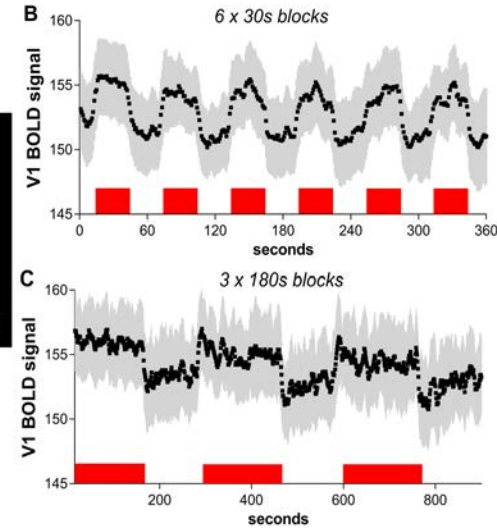 B
6 x 30s blocks
160
155
150
145
V1 BOLD signal
0 60 120 180 240 300 360
seconds
C
3 x 180s blocks
160
155
150
145
V1 BOLD signal
200 400 600 800
seconds